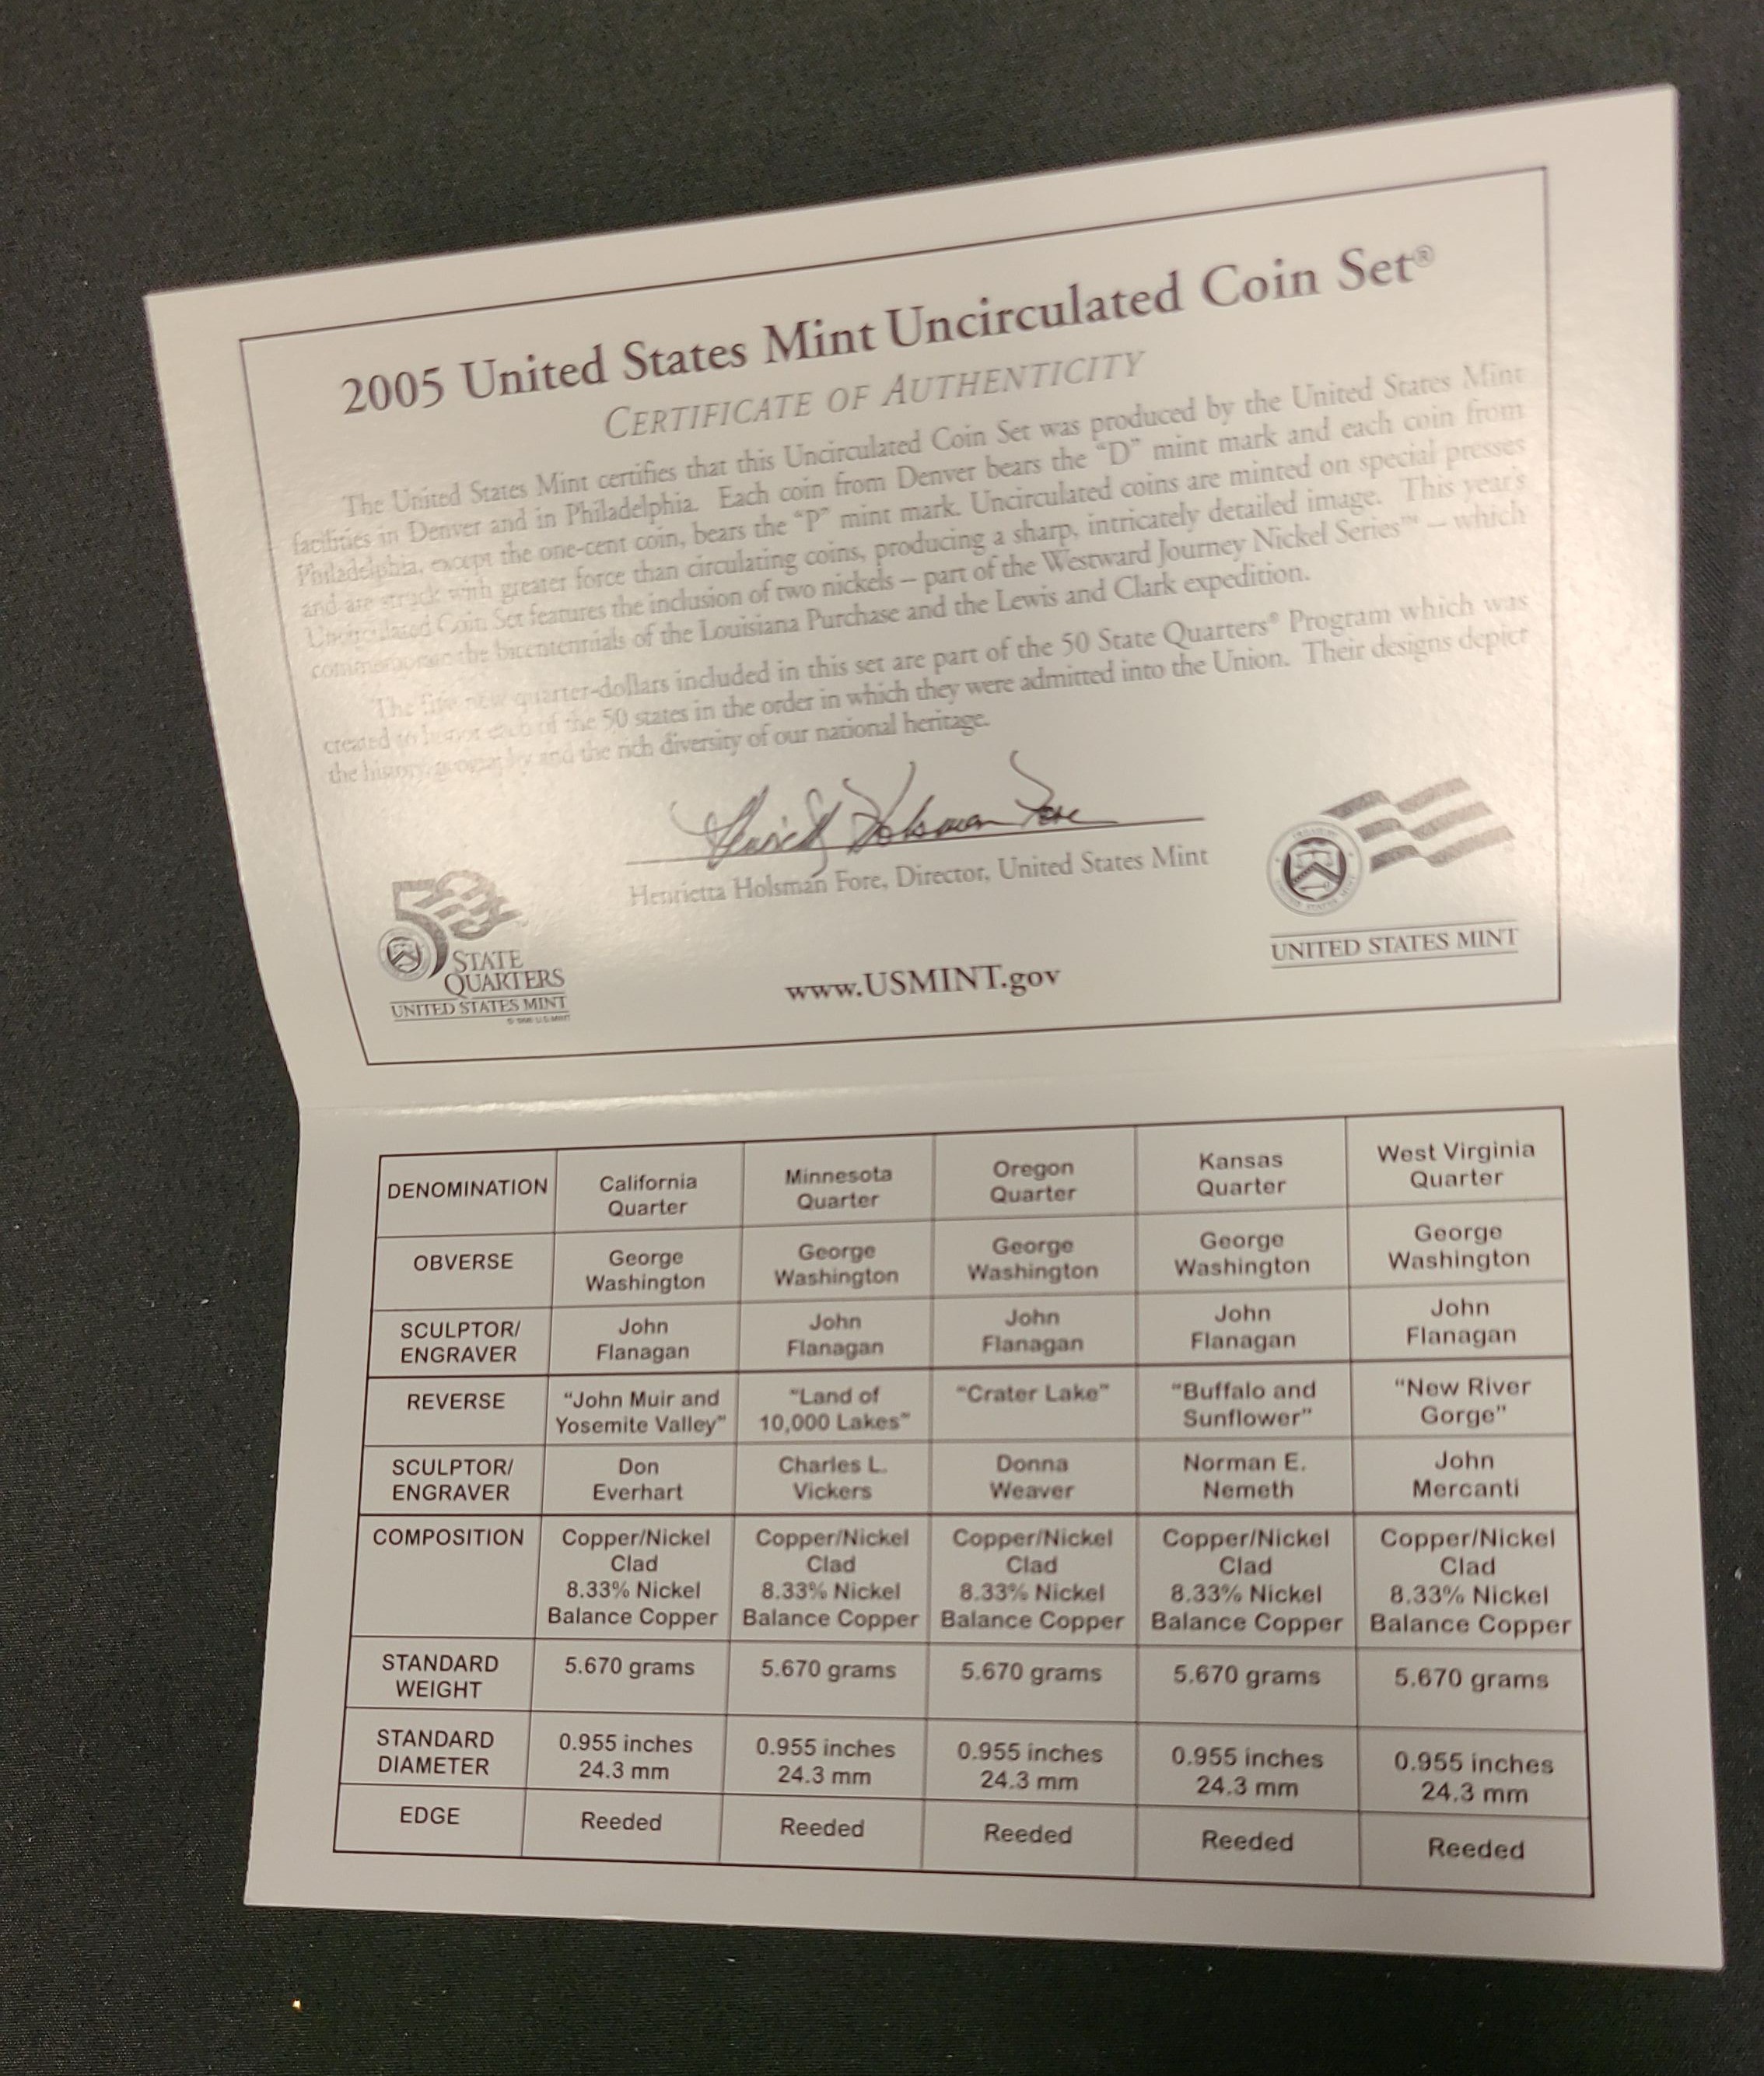 2005 United States Mint Uncirculated Coin Set®
CERTIFICATE OF AUTHENTICITY
The United States Mint certifies that this Uncirculated Coin Set was produced by the United States Mint
facilities in Denver and in Philadelphia. Each coin from Denver bears the "D" mint mark and each coin from
Philadelphia, except the one-cent coin, bears the "P" mint mark. Uncirculated coins are minted on special presses
and are struck with greater force than circulating coins, producing a sharp, intricately detailed image. This year's
Uncirculated Coin Set features the inclusion of two nickels – part of the Westward Journey Nickel Series™ – which
commemorate the bicentennials of the Louisiana Purchase and the Lewis and Clark expedition.
The five new quarter-dollars included in this set are part of the 50 State Quarters® Program which was
created to honor each of the 50 states in the order in which they were admitted into the Union. Their designs depict
the history, geography and the rich diversity of our national heritage.
Henrietta Holsman Fore
Henrietta Holsman Fore, Director, United States Mint
50
STATE
QUARTERS
UNITED STATES MINT
UNITED STATES MINT
www.USMINT.gov
DENOMINATION California Quarter Minnesota Quarter Oregon Quarter Kansas Quarter West Virginia Quarter
OBVERSE George Washington George Washington George Washington George Washington George Washington
SCULPTOR/ENGRAVER John Flanagan John Flanagan John Flanagan John Flanagan John Flanagan
REVERSE "John Muir and Yosemite Valley" "Land of 10,000 Lakes" "Crater Lake" "Buffalo and Sunflower" "New River Gorge"
SCULPTOR/ENGRAVER Don Everhart Charles L. Vickers Donna Weaver Norman E. Nemeth John Mercanti
COMPOSITION Copper/Nickel Clad 8.33% Nickel Balance Copper Copper/Nickel Clad 8.33% Nickel Balance Copper Copper/Nickel Clad 8.33% Nickel Balance Copper Copper/Nickel Clad 8.33% Nickel Balance Copper Copper/Nickel Clad 8.33% Nickel Balance Copper
STANDARD WEIGHT 5.670 grams 5.670 grams 5.670 grams 5.670 grams 5.670 grams
STANDARD DIAMETER 0.955 inches 24.3 mm 0.955 inches 24.3 mm 0.955 inches 24.3 mm 0.955 inches 24.3 mm 0.955 inches 24.3 mm
EDGE Reeded Reeded Reeded Reeded Reeded